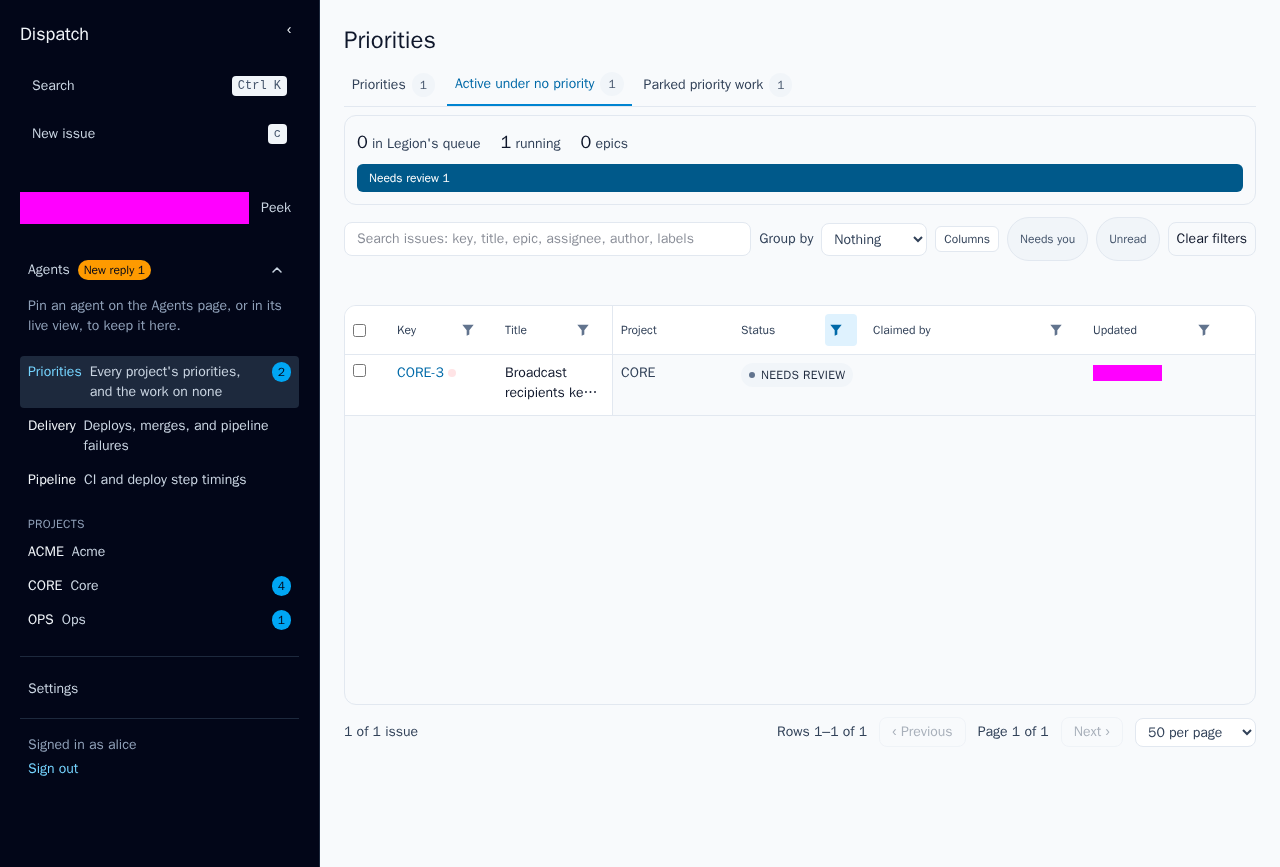 Dispatch ‹
Search Ctrl K
New issue C
Peek
Agents New reply 1
Pin an agent on the Agents page, or in its
live view, to keep it here.
Priorities Every project's priorities,
and the work on none 2
Delivery Deploys, merges, and pipeline
failures
Pipeline CI and deploy step timings
PROJECTS
ACME Acme
CORE Core 4
OPS Ops 1
Settings
Signed in as alice
Sign out
Priorities
Priorities 1 Active under no priority 1 Parked priority work 1
0 in Legion's queue 1 running 0 epics
Needs review 1
Search issues: key, title, epic, assignee, author, labels Group by Nothing Columns Needs you Unread Clear filters
Key Title Project Status Claimed by Updated
CORE-3 Broadcast CORE NEEDS REVIEW
recipients ke…
1 of 1 issue Rows 1–1 of 1 ‹ Previous Page 1 of 1 Next › 50 per page